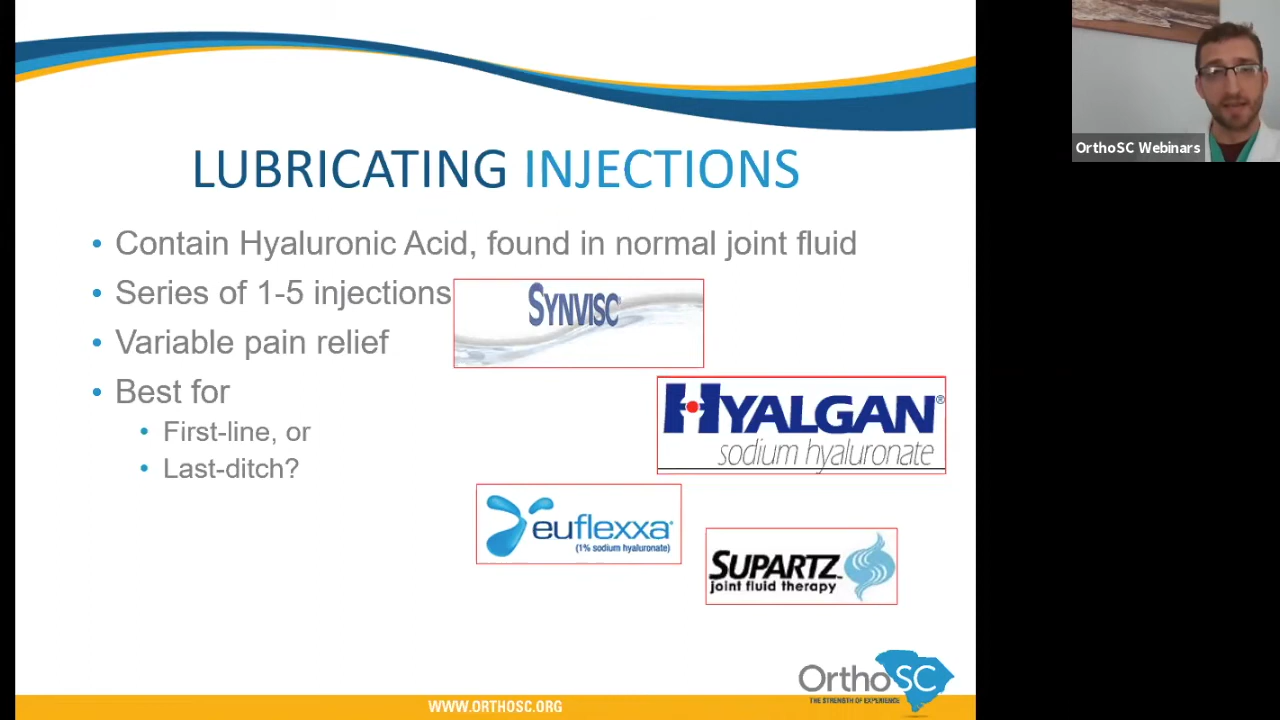 OrthoSC Webinars
LUBRICATING INJECTIONS
• Contain Hyaluronic Acid, found in normal joint fluid
• Series of 1-5 injections
SYNVISC®
• Variable pain relief
• Best for
HYALGAN®
sodium hyaluronate
• First-line, or
• Last-ditch?
euflexxa®
(1% sodium hyaluronate)
SUPARTZ™
joint fluid therapy
OrthoSC
THE STRENGTH OF EXPERIENCE
WWW.ORTHOSC.ORG